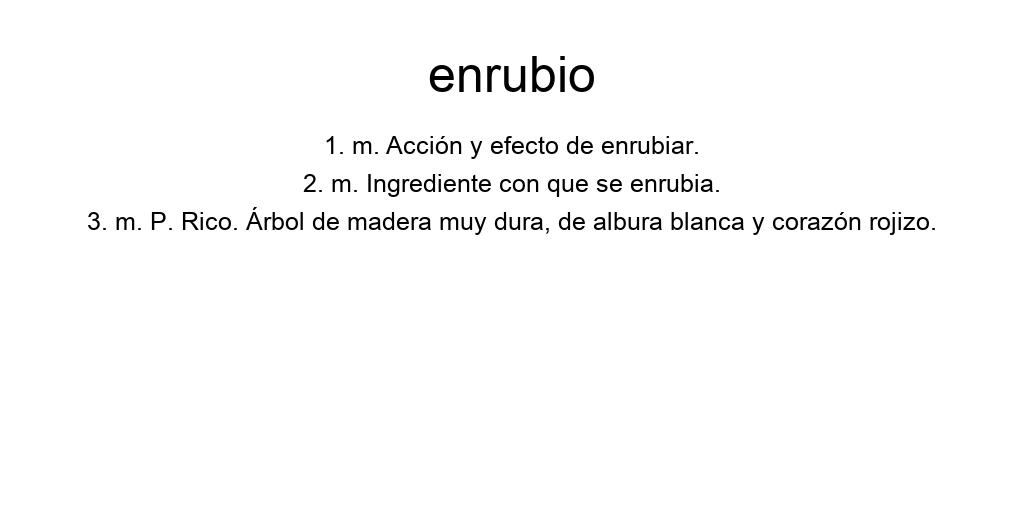 enrubio
1. m. Acción y efecto de enrubiar.
2. m. Ingrediente con que se enrubia.
3. m. P. Rico. Árbol de madera muy dura, de albura blanca y corazón rojizo.